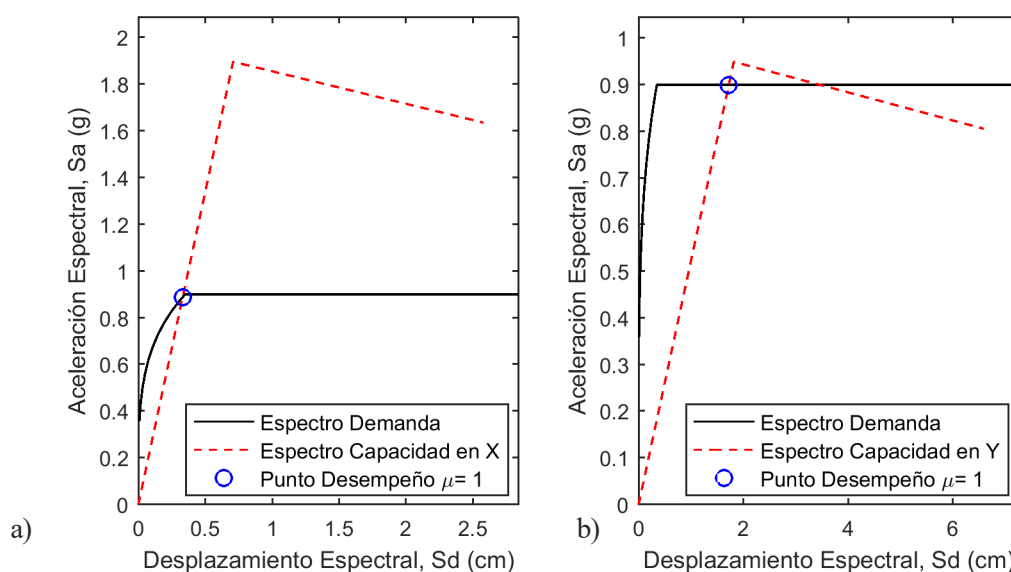 2
1.8
1.6
1.4
1.2
1
0.8
0.6
0.4
0.2
0
Aceleración Espectral, Sa (g)
Espectro Demanda
Espectro Capacidad en X
Punto Desempeño μ= 1
0 0.5 1 1.5 2 2.5
Desplazamiento Espectral, Sd (cm)
a)
1
0.9
0.8
0.7
0.6
0.5
0.4
0.3
0.2
0.1
0
Aceleración Espectral, Sa (g)
Espectro Demanda
Espectro Capacidad en Y
Punto Desempeño μ= 1
0 2 4 6
Desplazamiento Espectral, Sd (cm)
b)